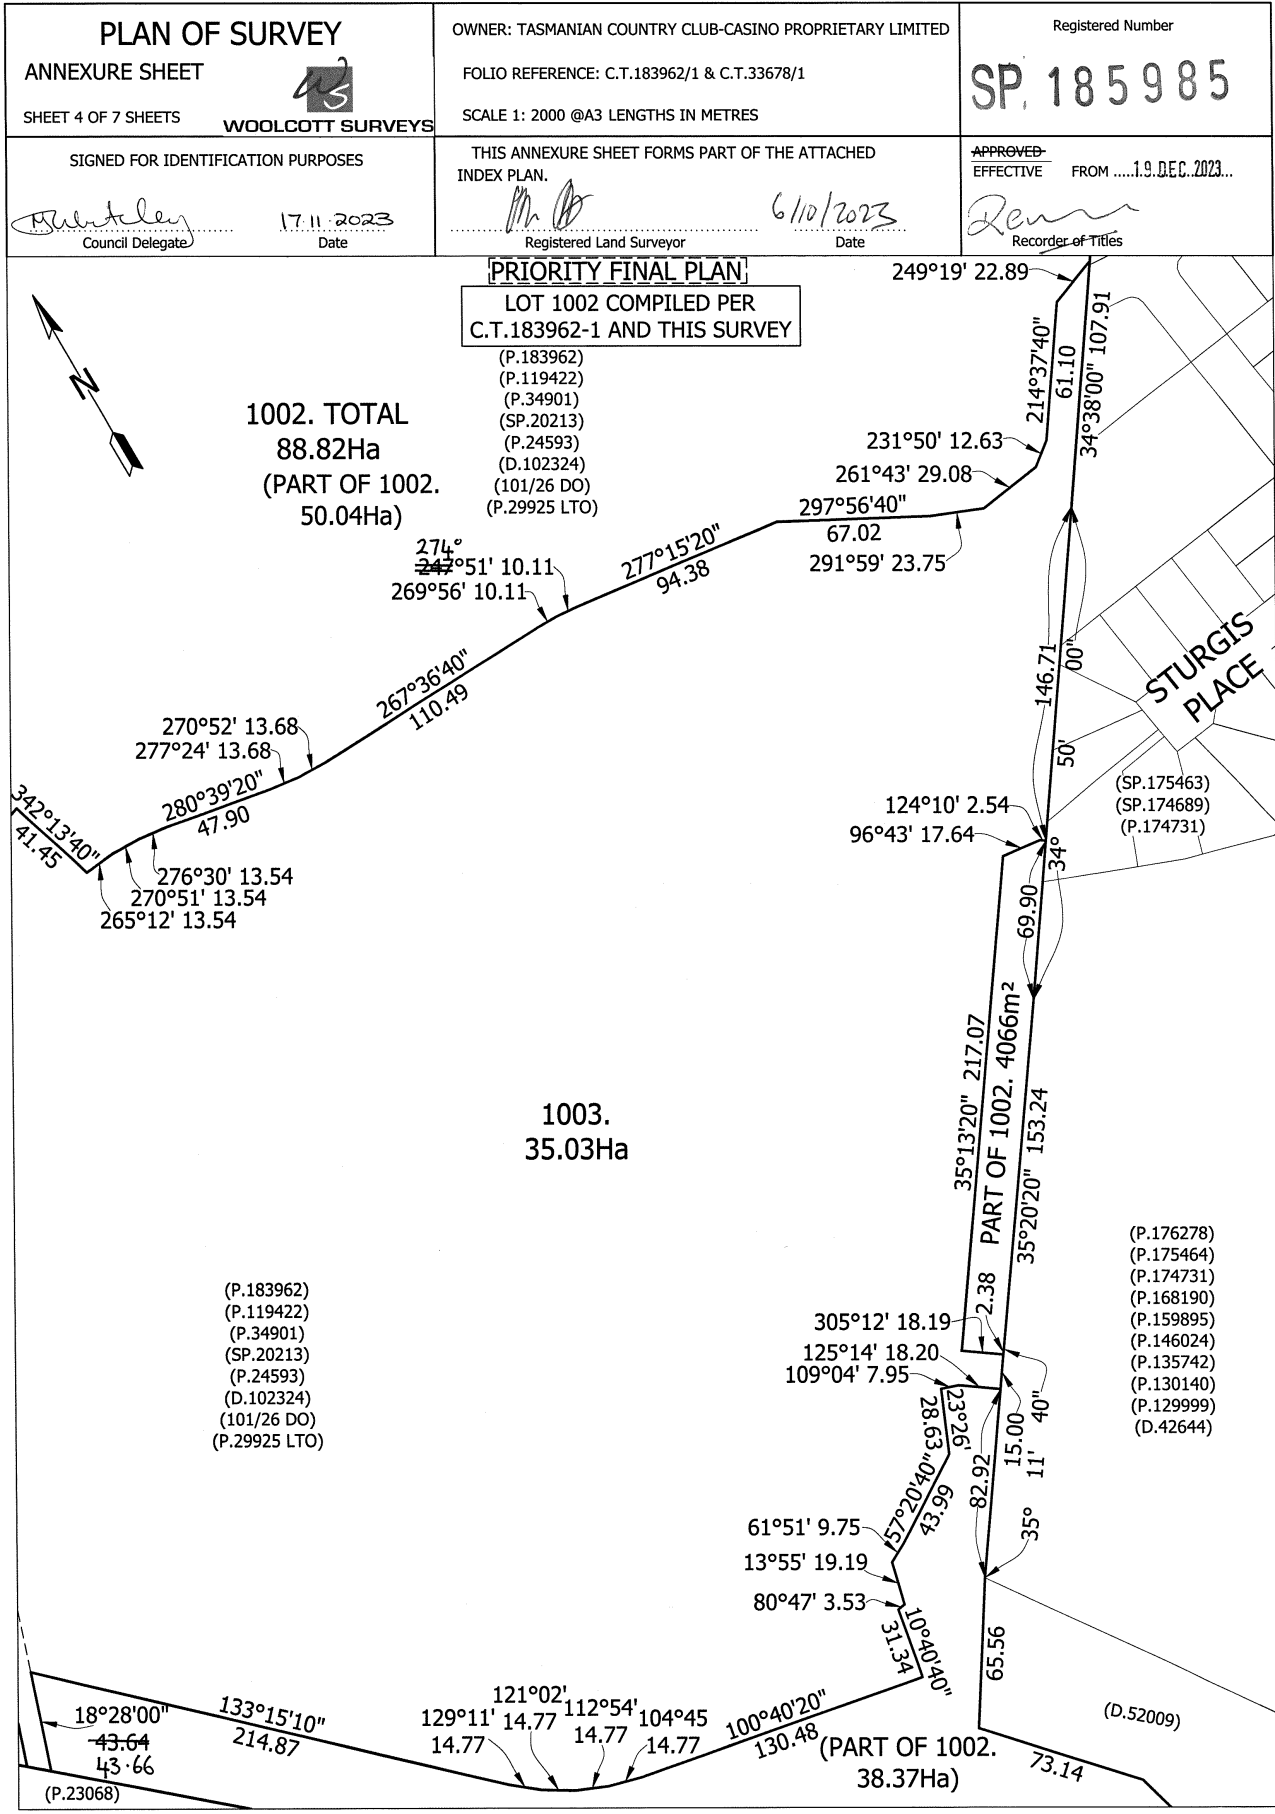 PLAN OF SURVEY
ANNEXURE SHEET
SHEET 4 OF 7 SHEETS
WS
WOOLCOTT SURVEYS
OWNER: TASMANIAN COUNTRY CLUB-CASINO PROPRIETARY LIMITED
FOLIO REFERENCE: C.T.183962/1 & C.T.33678/1
SCALE 1: 2000 @A3 LENGTHS IN METRES
Registered Number
SP. 185985
SIGNED FOR IDENTIFICATION PURPOSES
17.11.2023
Council Delegate
Date
THIS ANNEXURE SHEET FORMS PART OF THE ATTACHED
INDEX PLAN.
6/10/2023
Registered Land Surveyor
Date
APPROVED
EFFECTIVE FROM .....19 DEC 2023...
Recorder of Titles
PRIORITY FINAL PLAN
LOT 1002 COMPILED PER
C.T.183962-1 AND THIS SURVEY
(P.183962)
(P.119422)
(P.34901)
(SP.20213)
(P.24593)
(D.102324)
(101/26 DO)
(P.29925 LTO)
N
1002. TOTAL
88.82Ha
(PART OF 1002.
50.04Ha)
249°19' 22.89
214°37'40"
61.10
34°38'00" 107.91
231°50' 12.63
261°43' 29.08
297°56'40"
67.02
291°59' 23.75
274°
247°51' 10.11
269°56' 10.11
277°15'20"
94.38
267°36'40"
110.49
270°52' 13.68
277°24' 13.68
280°39'20"
47.90
342°13'40"
41.45
276°30' 13.54
270°51' 13.54
265°12' 13.54
146.71
00"
50'
34°
STURGIS
PLACE
(SP.175463)
(SP.174689)
(P.174731)
124°10' 2.54
96°43' 17.64
69.90
35°13'20" 217.07
PART OF 1002. 4066m²
35°20'20" 153.24
1003.
35.03Ha
(P.183962)
(P.119422)
(P.34901)
(SP.20213)
(P.24593)
(D.102324)
(101/26 DO)
(P.29925 LTO)
(P.176278)
(P.175464)
(P.174731)
(P.168190)
(P.159895)
(P.146024)
(P.135742)
(P.130140)
(P.129999)
(D.42644)
2.38
305°12' 18.19
125°14' 18.20
109°04' 7.95
23°26'
28.63
15.00
40"
11'
35°
82.92
57°20'40"
43.99
61°51' 9.75
13°55' 19.19
80°47' 3.53
10°40'40"
31.34
65.56
(D.52009)
73.14
(PART OF 1002.
38.37Ha)
100°40'20"
130.48
104°45
14.77
112°54'
14.77
121°02'
14.77
129°11'
14.77
133°15'10"
214.87
18°28'00"
43.64
43.66
(P.23068)